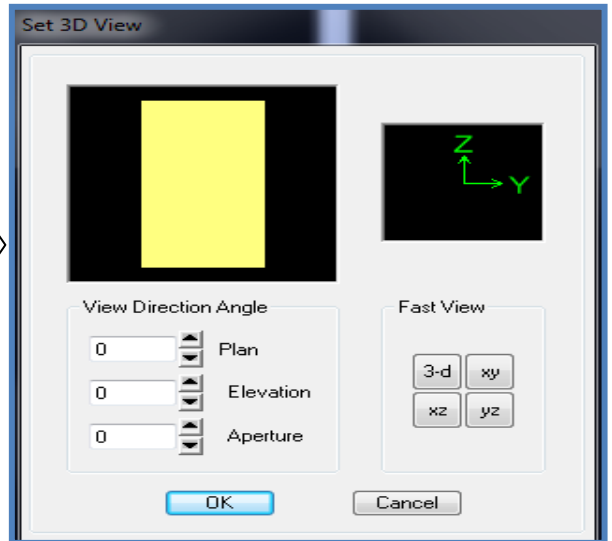 Set 3D View
Z
Y
View Direction Angle
0 Plan
0 Elevation
0 Aperture
Fast View
3-d xy
xz yz
OK Cancel